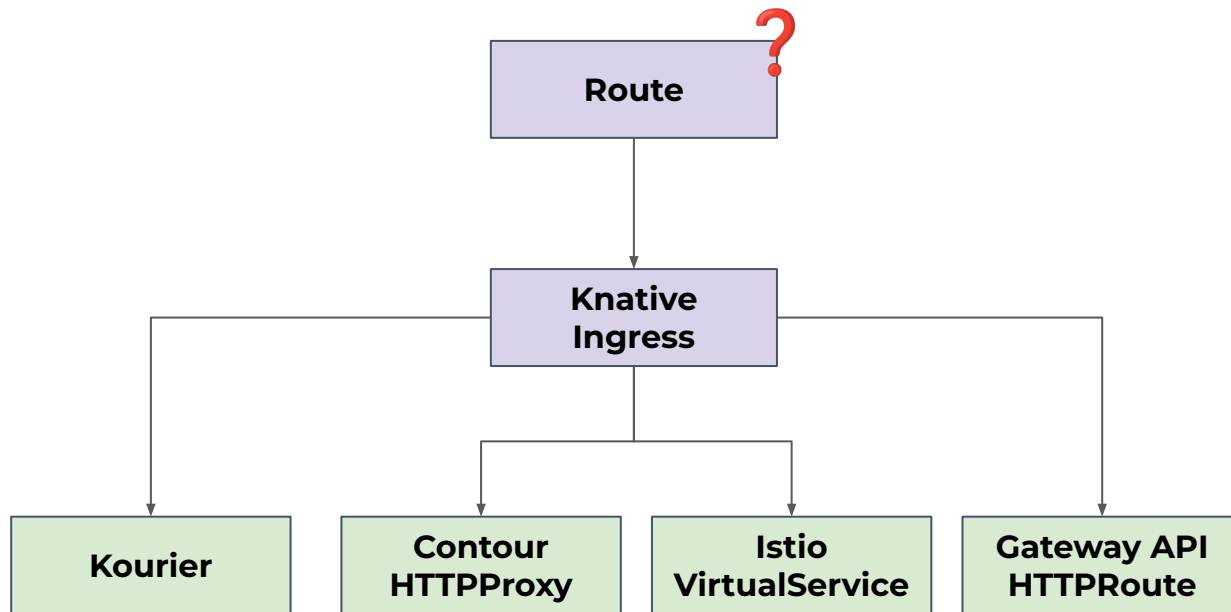 ❓
Route
Knative
Ingress
Kourier
Contour
HTTPProxy
Istio
VirtualService
Gateway API
HTTPRoute